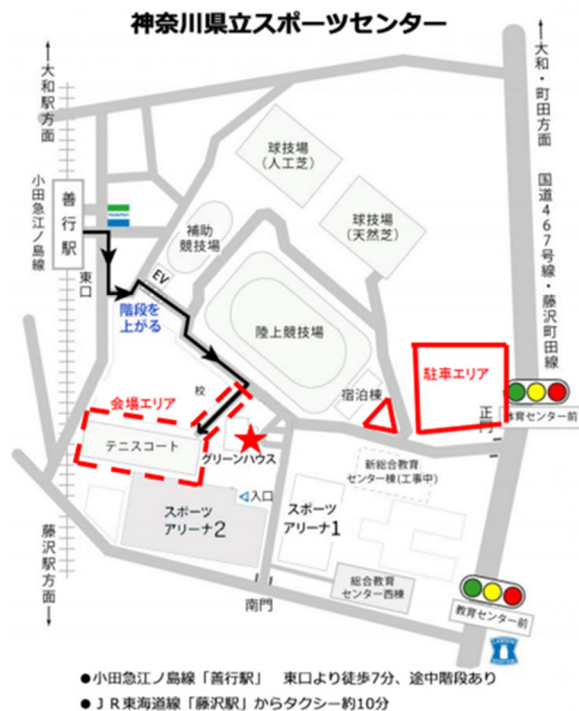 神奈川県立スポーツセンター
大和駅方面
大和・町田方面
国道467号線・藤沢町田線
小田急江ノ島線
善行駅
東口
球技場
(人工芝)
球技場
(天然芝)
補助
競技場
EV
階段を
上がる
陸上競技場
駐車エリア
宿泊棟
体育センター前
正門
校
会場エリア
テニスコート
グリーンハウス
新総合教育
センター棟(工事中)
入口
スポーツ
アリーナ2
スポーツ
アリーナ1
総合教育
センター西棟
藤沢駅方面
南門
教育センター前
●小田急江ノ島線「善行駅」 東口より徒歩7分、途中階段あり
●JR東海道線「藤沢駅」からタクシー約10分